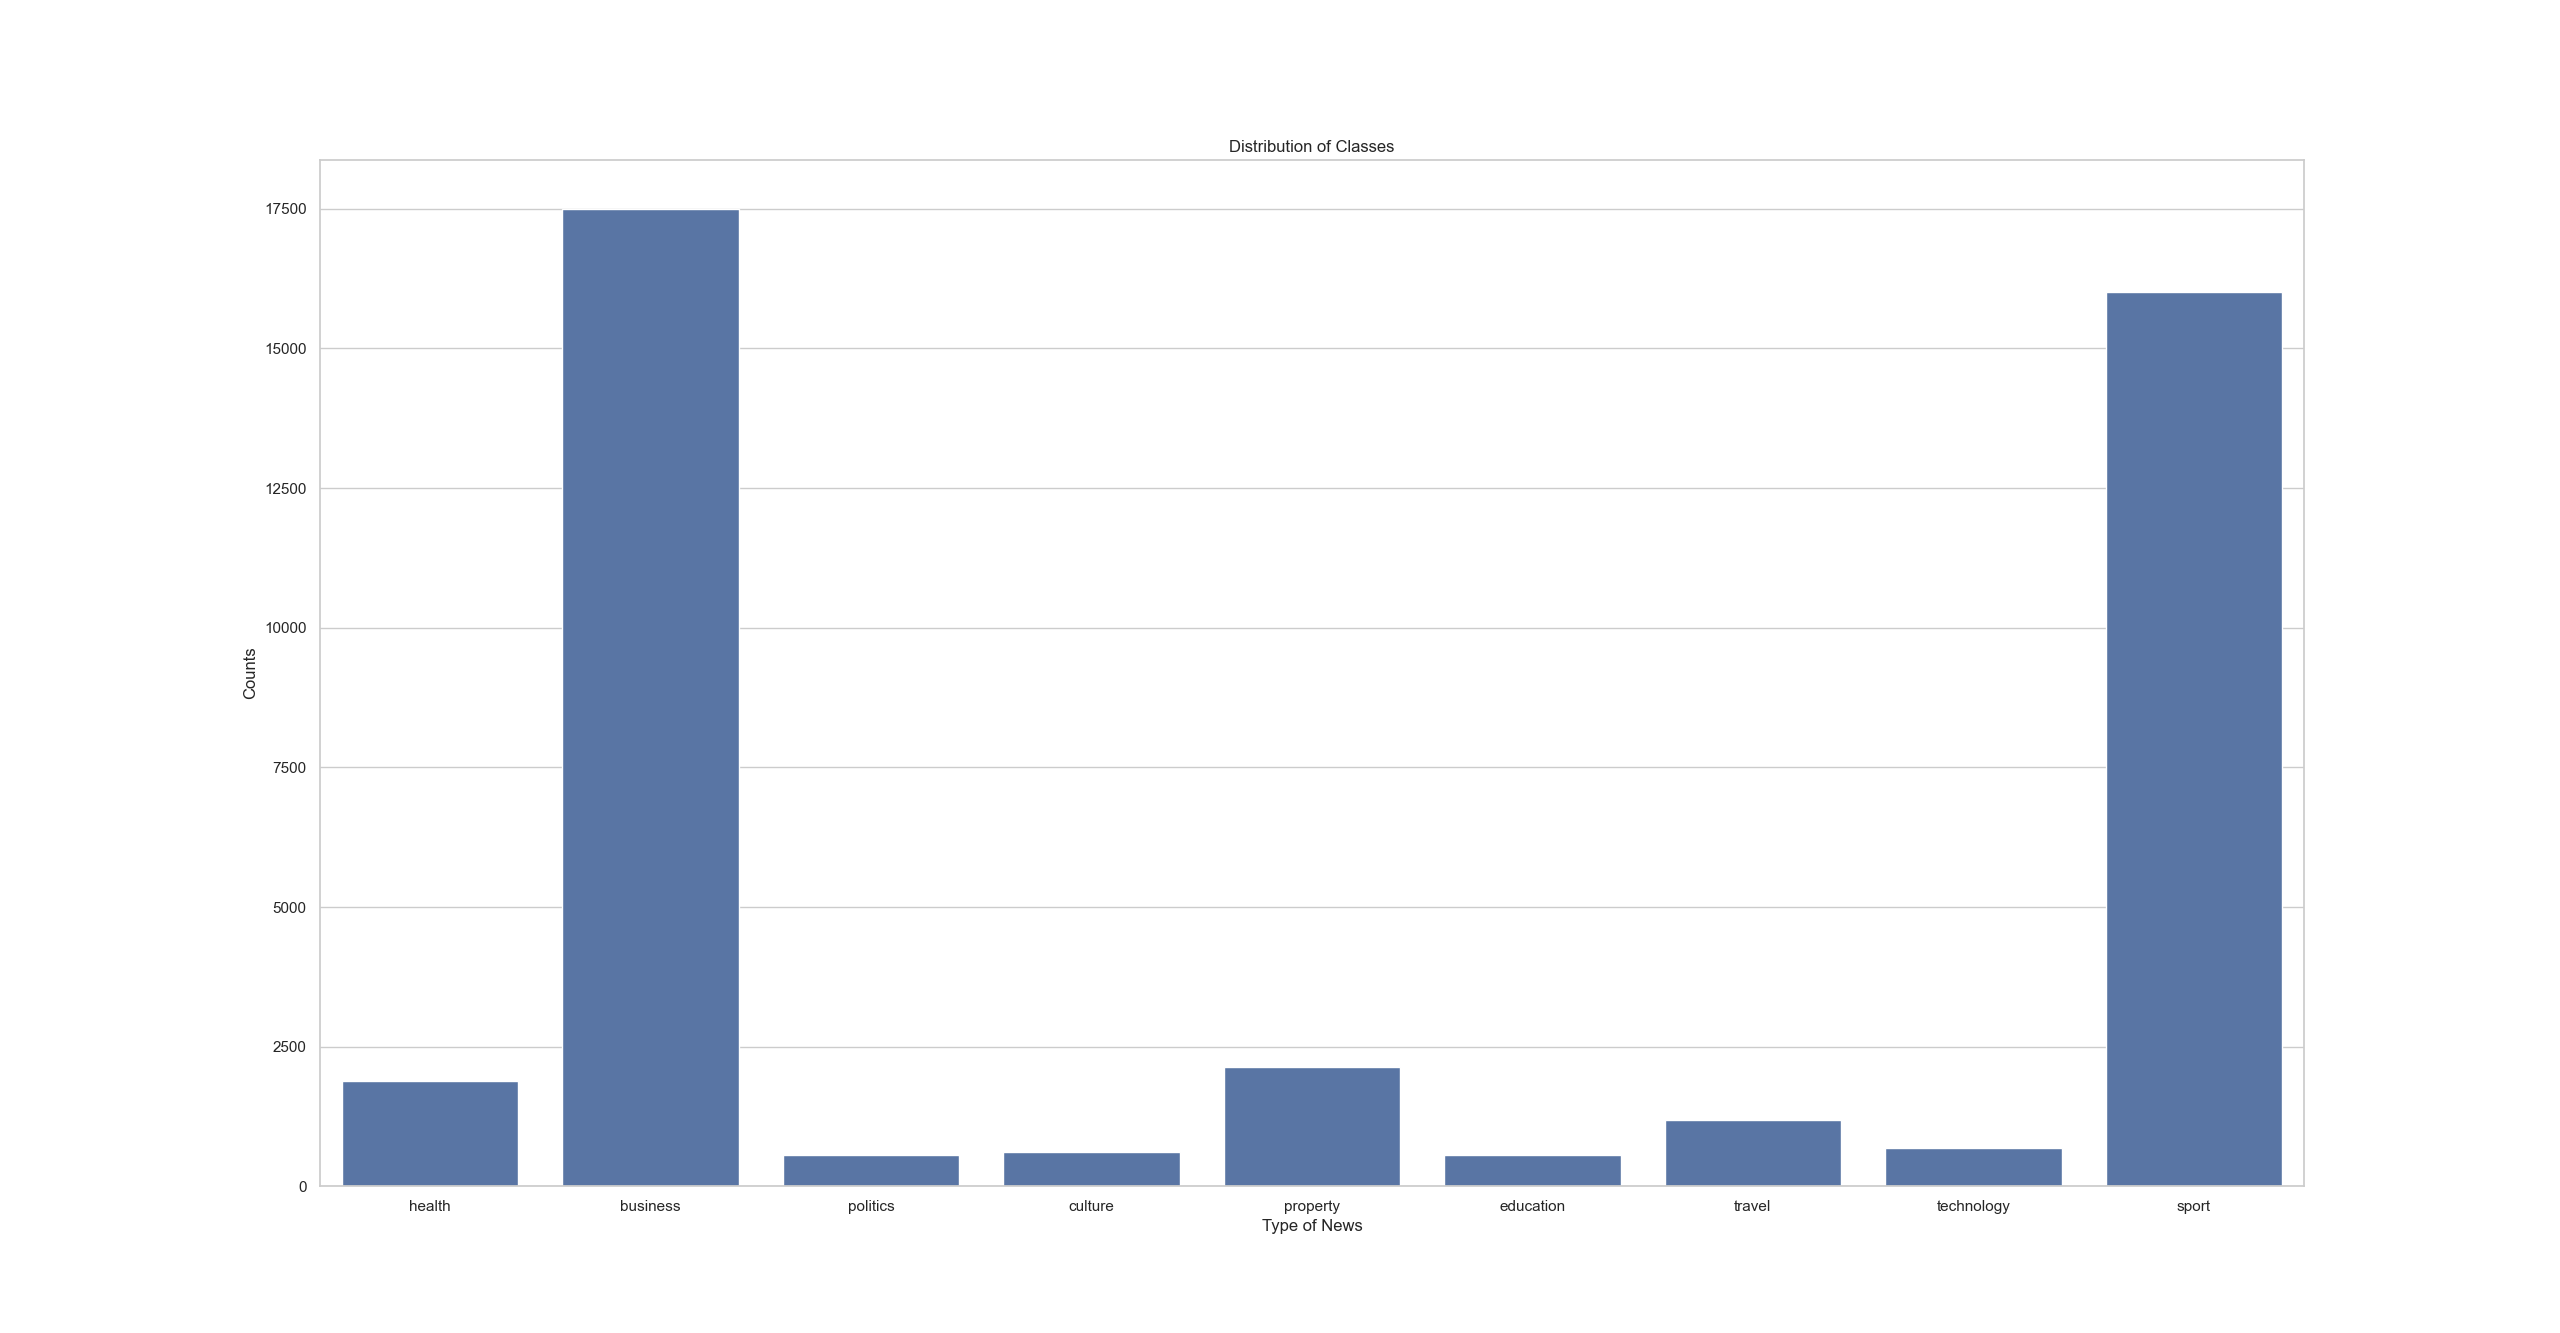 Distribution of Classes
17500
15000
12500
10000
7500
5000
2500
0
Counts
health business politics culture property education travel technology sport
Type of News